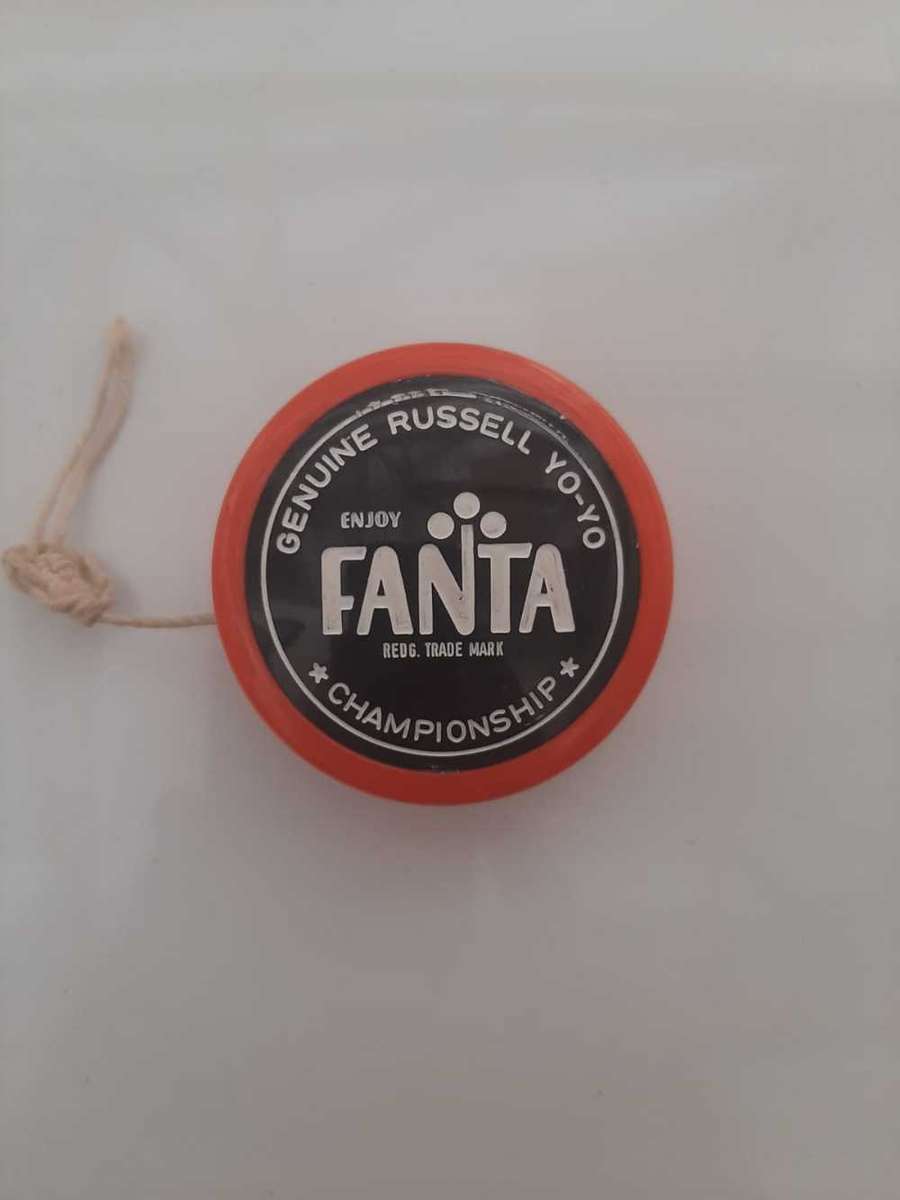 GENUINE RUSSELL YO-YO
ENJOY
FANTA
REDG. TRADE MARK
* CHAMPIONSHIP *